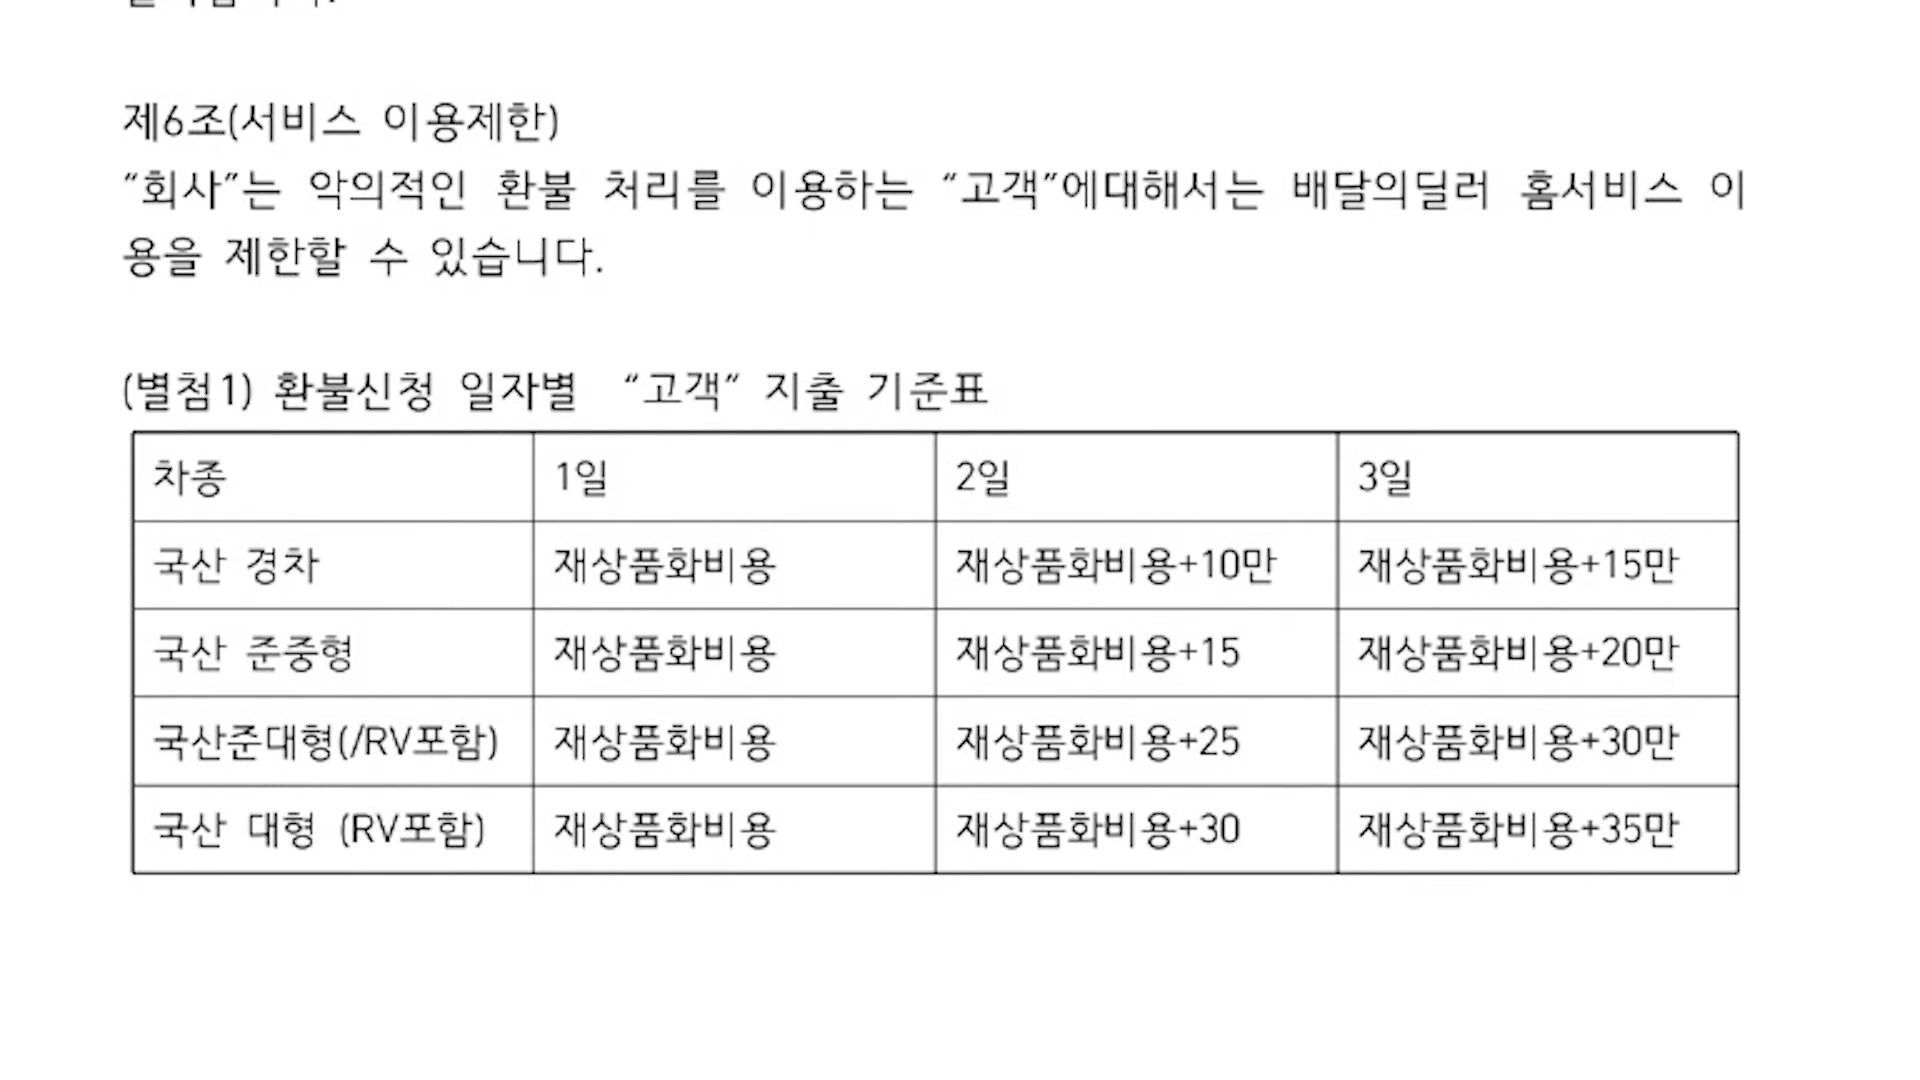 제6조(서비스 이용제한)
“회사”는 악의적인 환불 처리를 이용하는 “고객”에대해서는 배달의딜러 홈서비스 이
용을 제한할 수 있습니다.
(별첨1) 환불신청 일자별 “고객” 지출 기준표
차종 1일 2일 3일
국산 경차 재상품화비용 재상품화비용+10만 재상품화비용+15만
국산 준중형 재상품화비용 재상품화비용+15 재상품화비용+20만
국산준대형(/RV포함) 재상품화비용 재상품화비용+25 재상품화비용+30만
국산 대형 (RV포함) 재상품화비용 재상품화비용+30 재상품화비용+35만